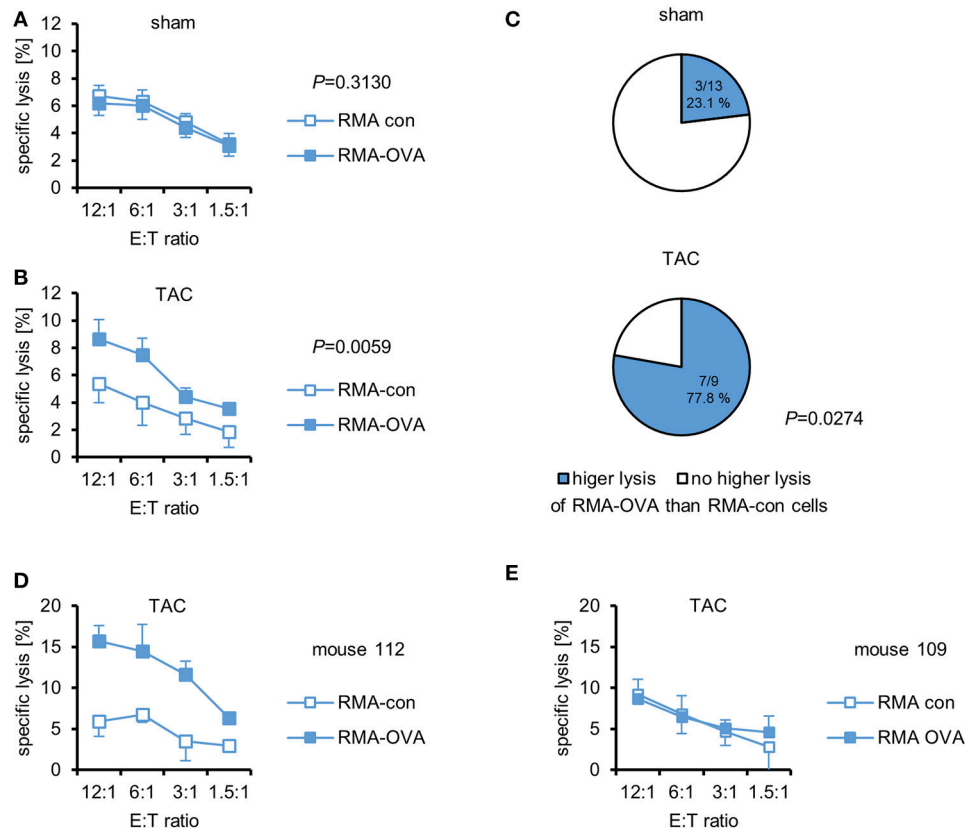 A
sham
specific lysis [%]
12
10
8
6
4
2
0
12:1 6:1 3:1 1.5:1
E:T ratio
P=0.3130
RMA con
RMA-OVA
B
TAC
specific lysis [%]
12
10
8
6
4
2
0
12:1 6:1 3:1 1.5:1
E:T ratio
P=0.0059
RMA-con
RMA-OVA
C
sham
3/13
23.1 %
TAC
7/9
77.8 %
P=0.0274
higer lysis no higher lysis
of RMA-OVA than RMA-con cells
D
TAC
specific lysis [%]
20
15
10
5
0
12:1 6:1 3:1 1.5:1
E:T ratio
mouse 112
RMA-con
RMA-OVA
E
TAC
specific lysis [%]
20
15
10
5
0
12:1 6:1 3:1 1.5:1
E:T ratio
mouse 109
RMA con
RMA OVA